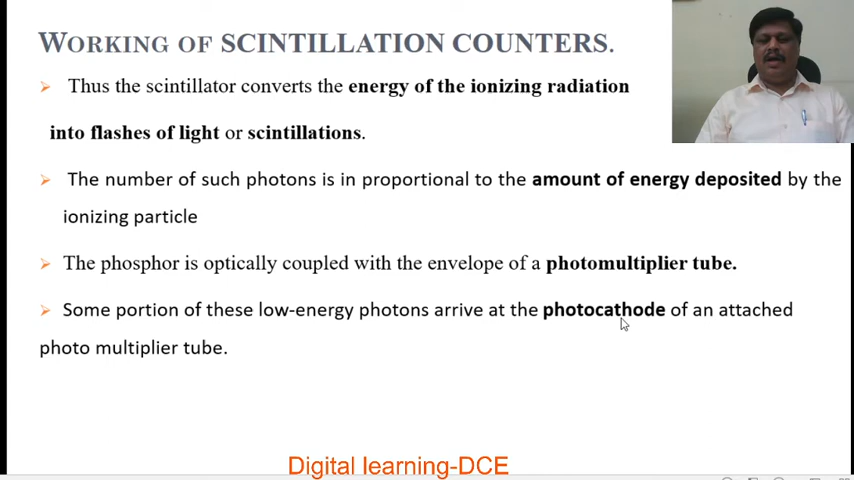 WORKING OF SCINTILLATION COUNTERS.
➢ Thus the scintillator converts the energy of the ionizing radiation
into flashes of light or scintillations.
➢ The number of such photons is in proportional to the amount of energy deposited by the
ionizing particle
➢ The phosphor is optically coupled with the envelope of a photomultiplier tube.
➢ Some portion of these low-energy photons arrive at the photocathode of an attached
photo multiplier tube.
Digital learning-DCE